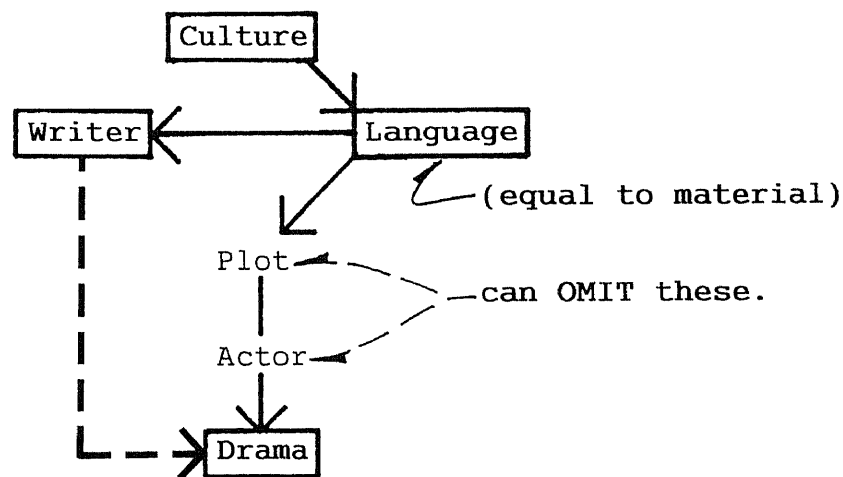 Culture
Writer
Language
(equal to material)
Plot
can OMIT these.
Actor
Drama